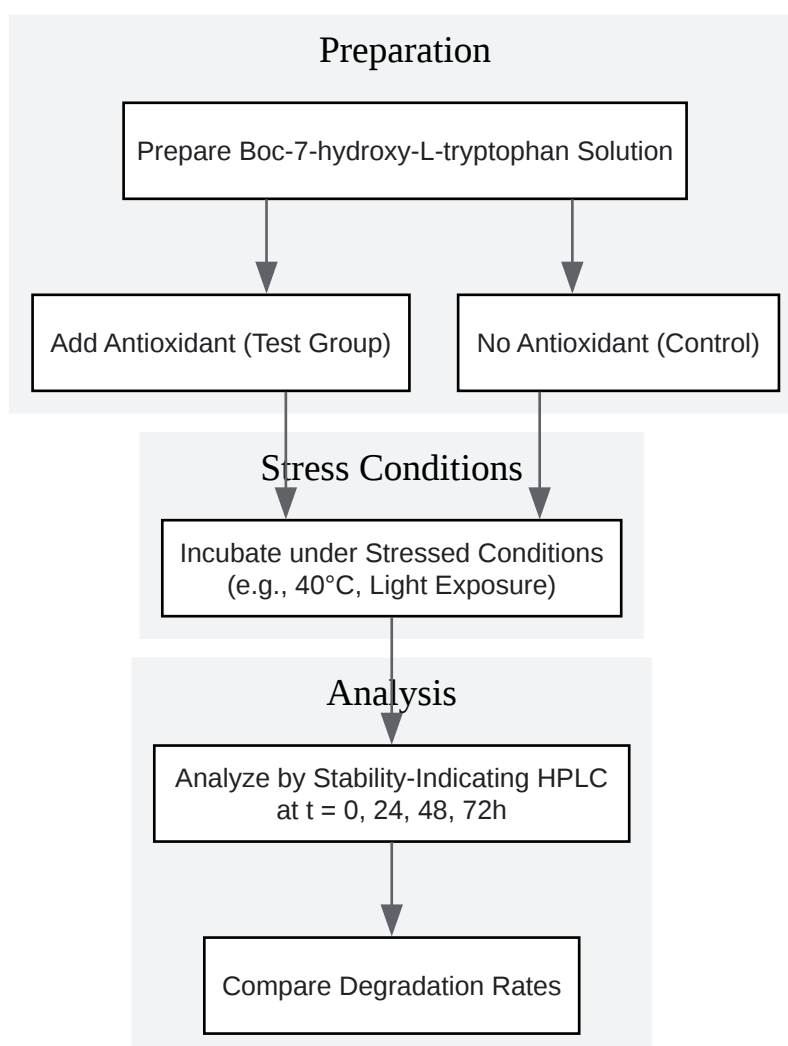 Preparation
Prepare Boc-7-hydroxy-L-tryptophan Solution
Add Antioxidant (Test Group)
No Antioxidant (Control)
Stress Conditions
Incubate under Stressed Conditions
(e.g., 40°C, Light Exposure)
Analysis
Analyze by Stability-Indicating HPLC
at t = 0, 24, 48, 72h
Compare Degradation Rates